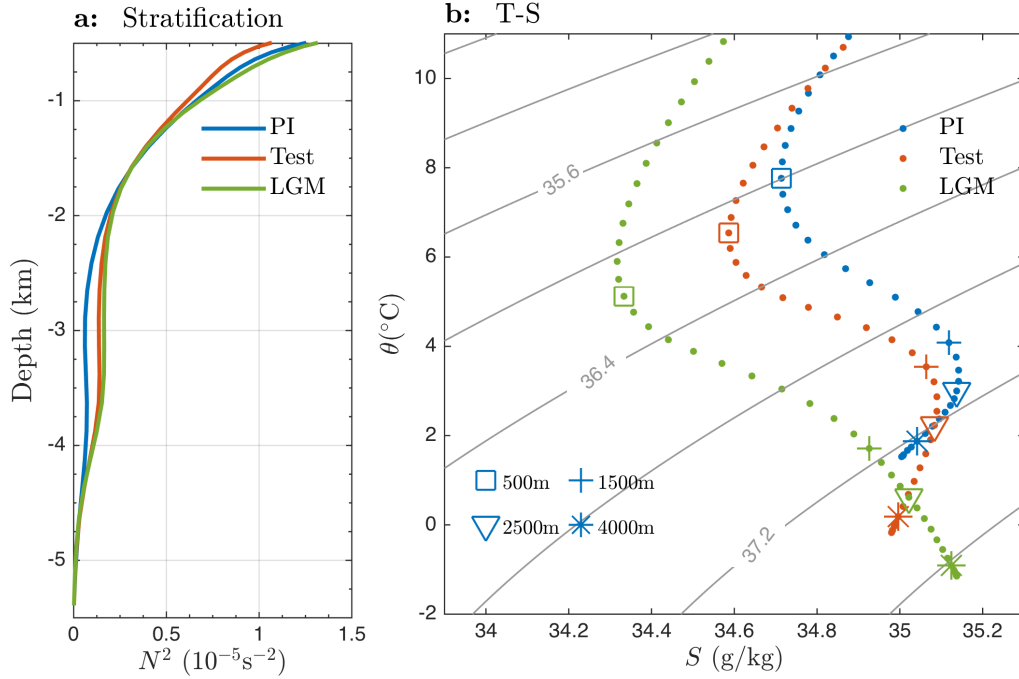 a: Stratification
-1
-2
-3
-4
-5
0
0.5
1
1.5
Depth (km)
N² (10⁻⁵s⁻²)
PI
Test
LGM
b: T-S
10
8
6
4
2
0
-2
34
34.2
34.4
34.6
34.8
35
35.2
θ(°C)
S (g/kg)
35.6
36.4
37.2
PI
Test
LGM
500m
1500m
2500m
4000m